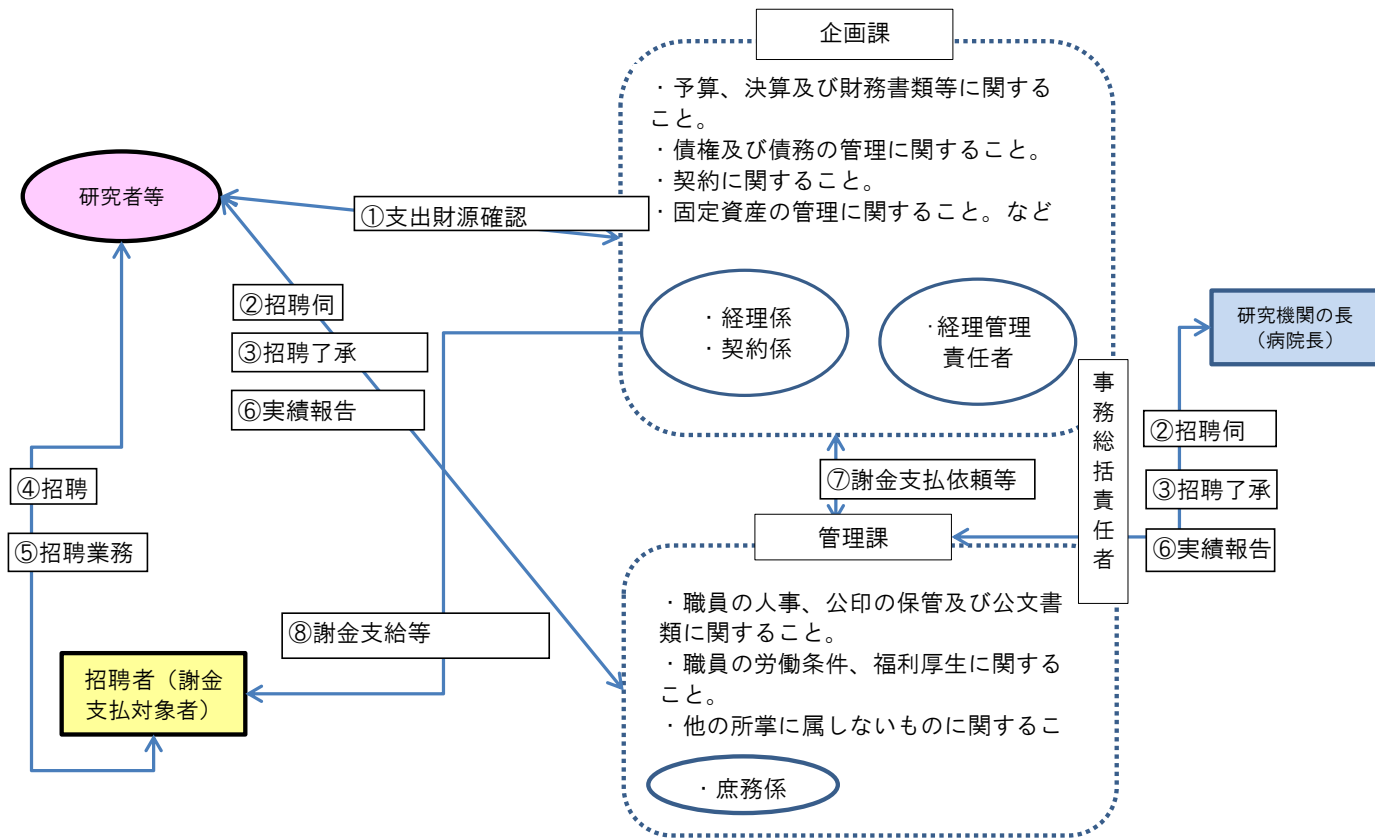 企画課
・予算、決算及び財務書類等に関する
こと。
・債権及び債務の管理に関すること。
・契約に関すること。
・固定資産の管理に関すること。など
研究者等
①支出財源確認
②招聘伺
③招聘了承
⑥実績報告
・経理係
・契約係
・経理管理
責任者
研究機関の長
（病院長）
事務総括責任者
②招聘伺
③招聘了承
⑥実績報告
④招聘
⑤招聘業務
⑦謝金支払依頼等
管理課
・職員の人事、公印の保管及び公文書
類に関すること。
・職員の労働条件、福利厚生に関する
こと。
・他の所掌に属しないものに関するこ
⑧謝金支給等
招聘者（謝金
支払対象者）
・庶務係